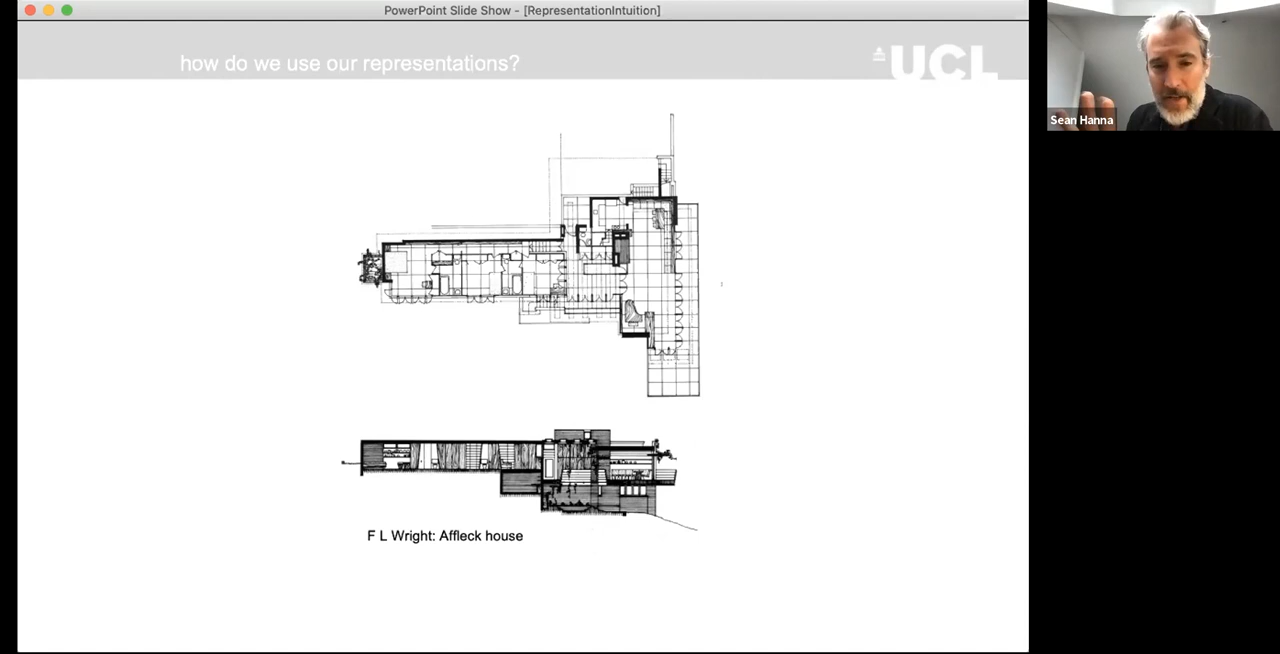 PowerPoint Slide Show - [RepresentationIntuition]
how do we use our representations?
UCL
Sean Hanna
F L Wright: Affleck house